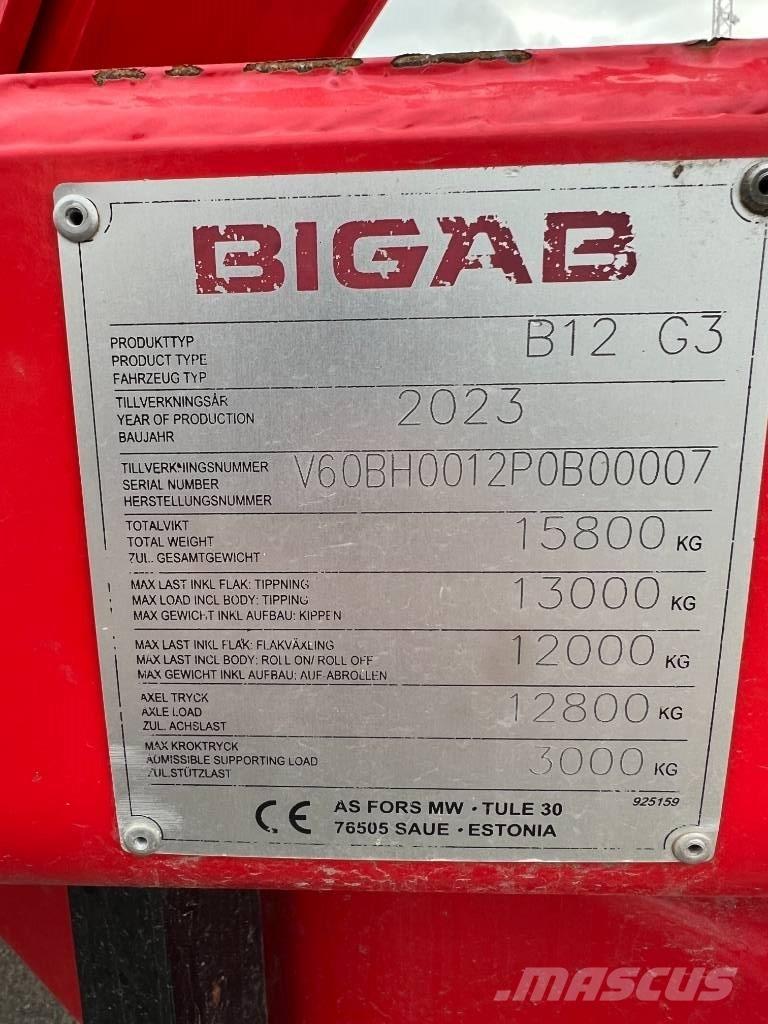 BIGAB
PRODUKTTYP
PRODUCT TYPE
FAHRZEUG TYP
B12 G3
TILLVERKNINGSÅR
YEAR OF PRODUCTION
BAUJAHR
2023
TILLVERKNINGSNUMMER
SERIAL NUMBER
HERSTELLUNGSNUMMER
V60BH0012P0B00007
TOTALVIKT
TOTAL WEIGHT
ZUL. GESAMTGEWICHT
15800 KG
MAX LAST INKL FLAK: TIPPNING
MAX LOAD INCL BODY: TIPPING
MAX GEWICHT INKL AUFBAU: KIPPEN
13000 KG
MAX LAST INKL FLAK: FLAKVÄXLING
MAX LAST INCL BODY: ROLL ON/ ROLL OFF
MAX GEWICHT INKL AUFBAU: AUF-ABROLLEN
12000 KG
AXEL TRYCK
AXLE LOAD
ZUL. ACHSLAST
12800 KG
MAX KROKTRYCK
ADMISSIBLE SUPPORTING LOAD
ZUL.STÜTZLAST
3000 KG
CE
AS FORS MW · TULE 30
76505 SAUE · ESTONIA
925159
MASCUS